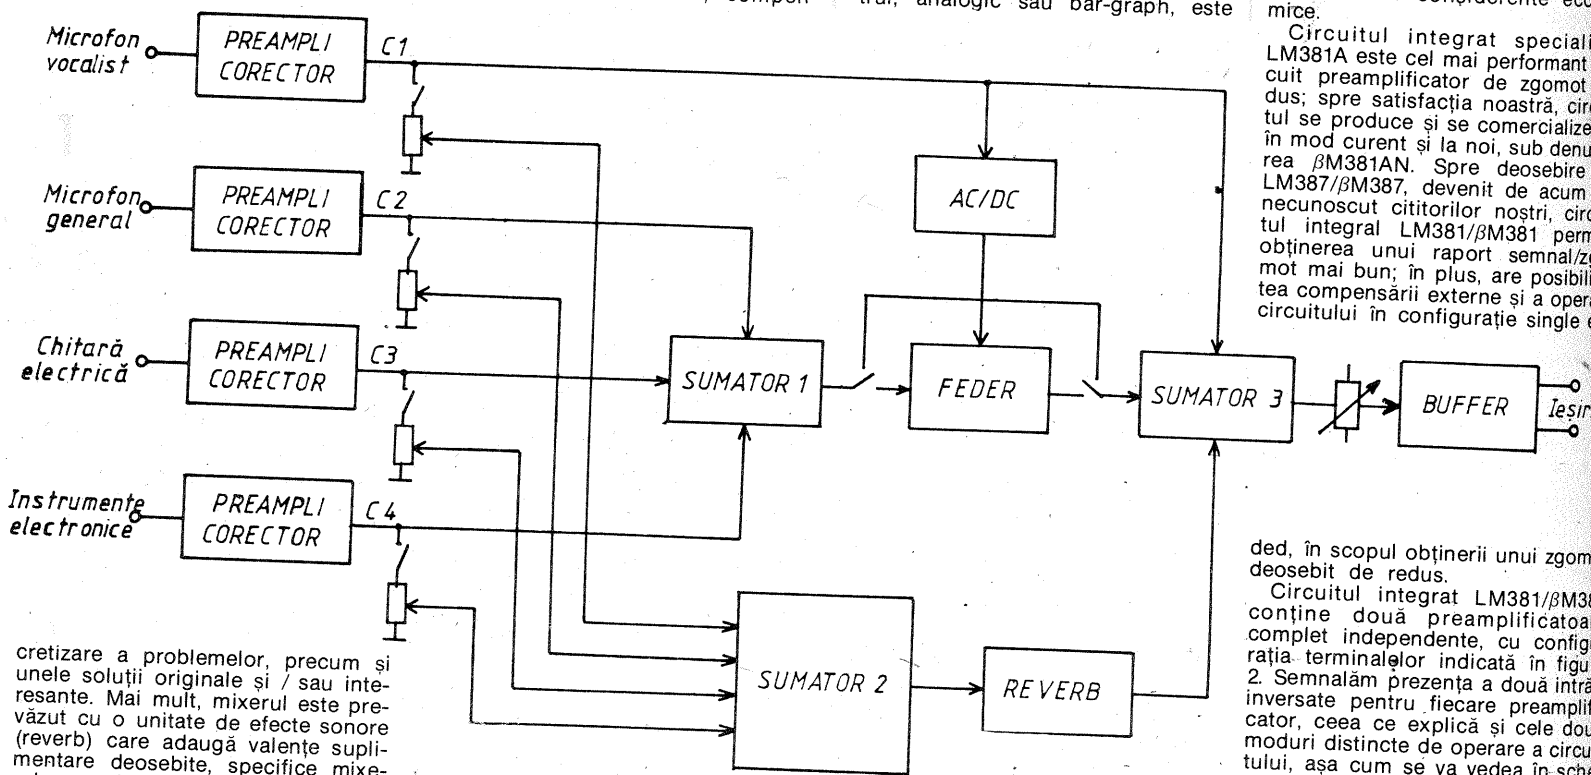 trul, analogic sau bar-graph, este
mice.
Microfon
vocalist
PREAMPLI
CORECTOR
C1
Microfon
general
PREAMPLI
CORECTOR
C2
AC/DC
Chitară
electrică
PREAMPLI
CORECTOR
C3
SUMATOR 1
FEDER
SUMATOR 3
BUFFER
Ieșir
Instrumente
electronice
PREAMPLI
CORECTOR
C4
SUMATOR 2
REVERB
cretizare a problemelor, precum și
unele soluții originale și / sau inte-
resante. Mai mult, mixerul este pre-
văzut cu o unitate de efecte sonore
(reverb) care adaugă valențe supli-
mentare deosebite, specifice mixe-
Circuitul integrat speciali
LM381A este cel mai performant
cuit preamplificator de zgomot
dus; spre satisfacția noastră, circ
tul se produce și se comercialize
în mod curent și la noi, sub denu
rea βM381AN. Spre deosebire
LM387/βM387, devenit de acum
necunoscut cititorilor noștri, circ
tul integral LM381/βM381 perm
obținerea unui raport semnal/zg
mot mai bun; în plus, are posibili
tea compensării externe și a opera
circuitului în configurație single e
ded, în scopul obținerii unui zgom
deosebit de redus.
Circuitul integrat LM381/βM38
conține două preamplificatoa
complet independente, cu config
rația terminalelor indicată în figu
2. Semnalăm prezența a două intră
inversate pentru fiecare preamplif
cator, ceea ce explică și cele dou
moduri distincte de operare a circu
tului, așa cum se va vedea în sche